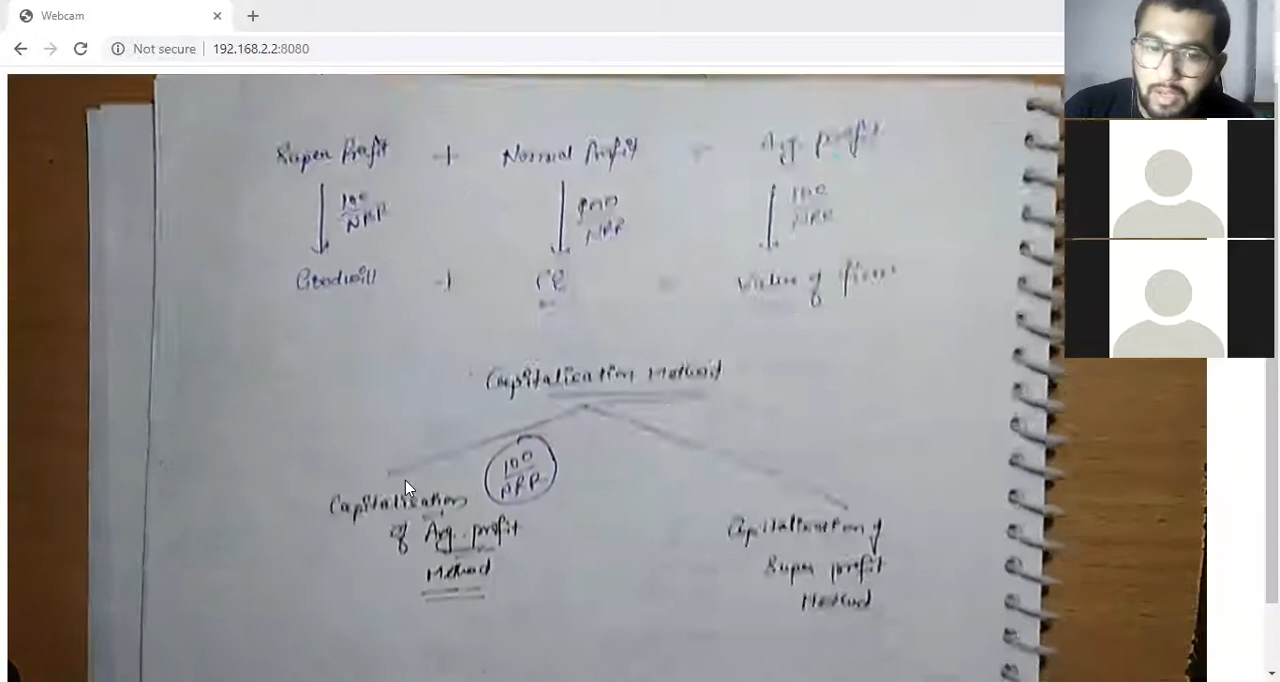 Webcam
Not secure 192.168.2.2:8080
Super Profit + Normal Profit = Avg. profit
100 100 100
NRR NRR NRR
Goodwill + CE = Value of firm
Capitalisation Method
100
NRR
Capitalisation
of Avg. profit
Method
Capitalisation of
Super profit
Method